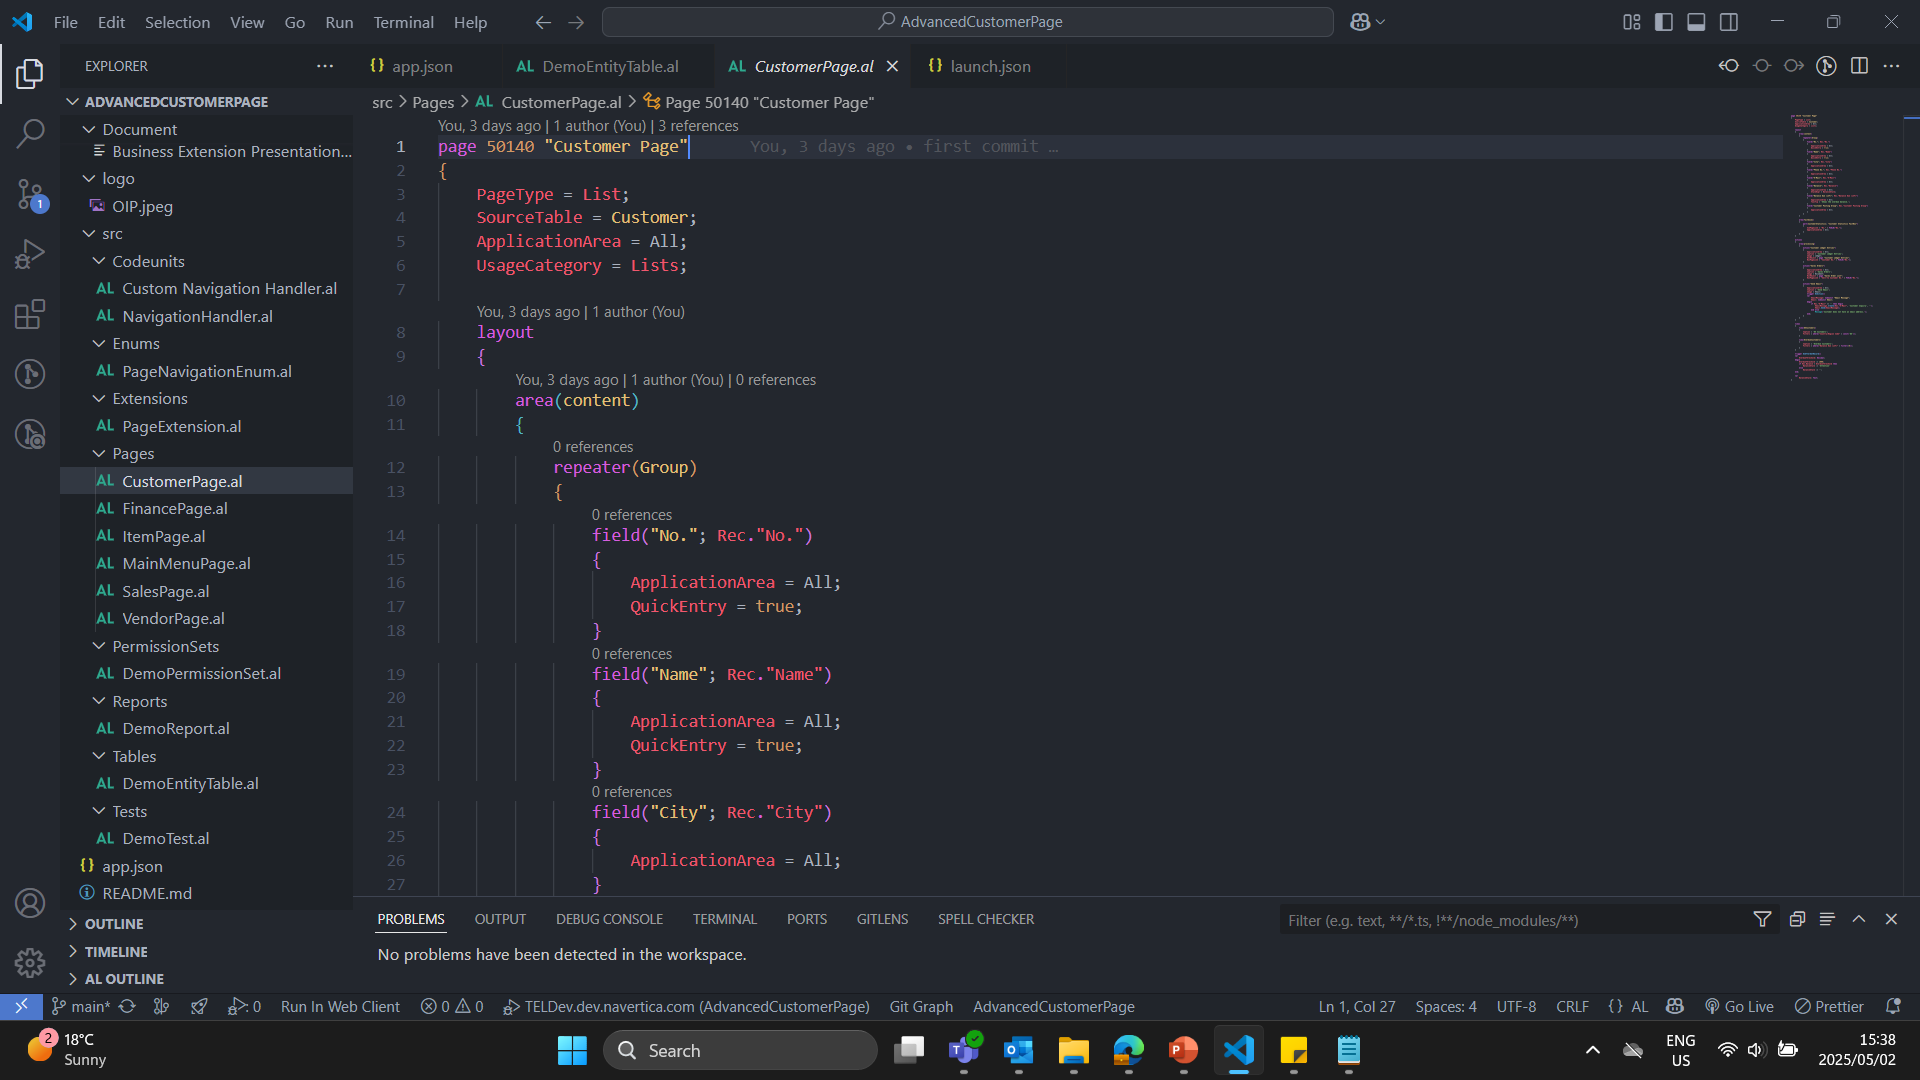 File Edit Selection View Go Run Terminal Help
AdvancedCustomerPage
EXPLORER
app.json
DemoEntityTable.al
CustomerPage.al
launch.json
ADVANCEDCUSTOMERPAGE
Document
Business Extension Presentation...
logo
OIP.jpeg
src
Codeunits
Custom Navigation Handler.al
NavigationHandler.al
Enums
PageNavigationEnum.al
Extensions
PageExtension.al
Pages
CustomerPage.al
FinancePage.al
ItemPage.al
MainMenuPage.al
SalesPage.al
VendorPage.al
PermissionSets
DemoPermissionSet.al
Reports
DemoReport.al
Tables
DemoEntityTable.al
Tests
DemoTest.al
app.json
README.md
OUTLINE
TIMELINE
AL OUTLINE
1
src > Pages > AL CustomerPage.al > Page 50140 "Customer Page"
You, 3 days ago | 1 author (You) | 3 references
1 page 50140 "Customer Page" You, 3 days ago • first commit …
2 {
3 PageType = List;
4 SourceTable = Customer;
5 ApplicationArea = All;
6 UsageCategory = Lists;
7
You, 3 days ago | 1 author (You)
8 layout
9 {
You, 3 days ago | 1 author (You) | 0 references
10 area(content)
11 {
0 references
12 repeater(Group)
13 {
0 references
14 field("No."; Rec."No.")
15 {
16 ApplicationArea = All;
17 QuickEntry = true;
18 }
0 references
19 field("Name"; Rec."Name")
20 {
21 ApplicationArea = All;
22 QuickEntry = true;
23 }
0 references
24 field("City"; Rec."City")
25 {
26 ApplicationArea = All;
27 }
PROBLEMS OUTPUT DEBUG CONSOLE TERMINAL PORTS GITLENS SPELL CHECKER
Filter (e.g. text, **/*.ts, !**/node_modules/**)
No problems have been detected in the workspace.
main* 0 Run In Web Client 0 0 TELDev.dev.navertica.com (AdvancedCustomerPage) Git Graph AdvancedCustomerPage
Ln 1, Col 27 Spaces: 4 UTF-8 CRLF {} AL Go Live Prettier
2
18°C
Sunny
Search
ENG
US
15:38
2025/05/02